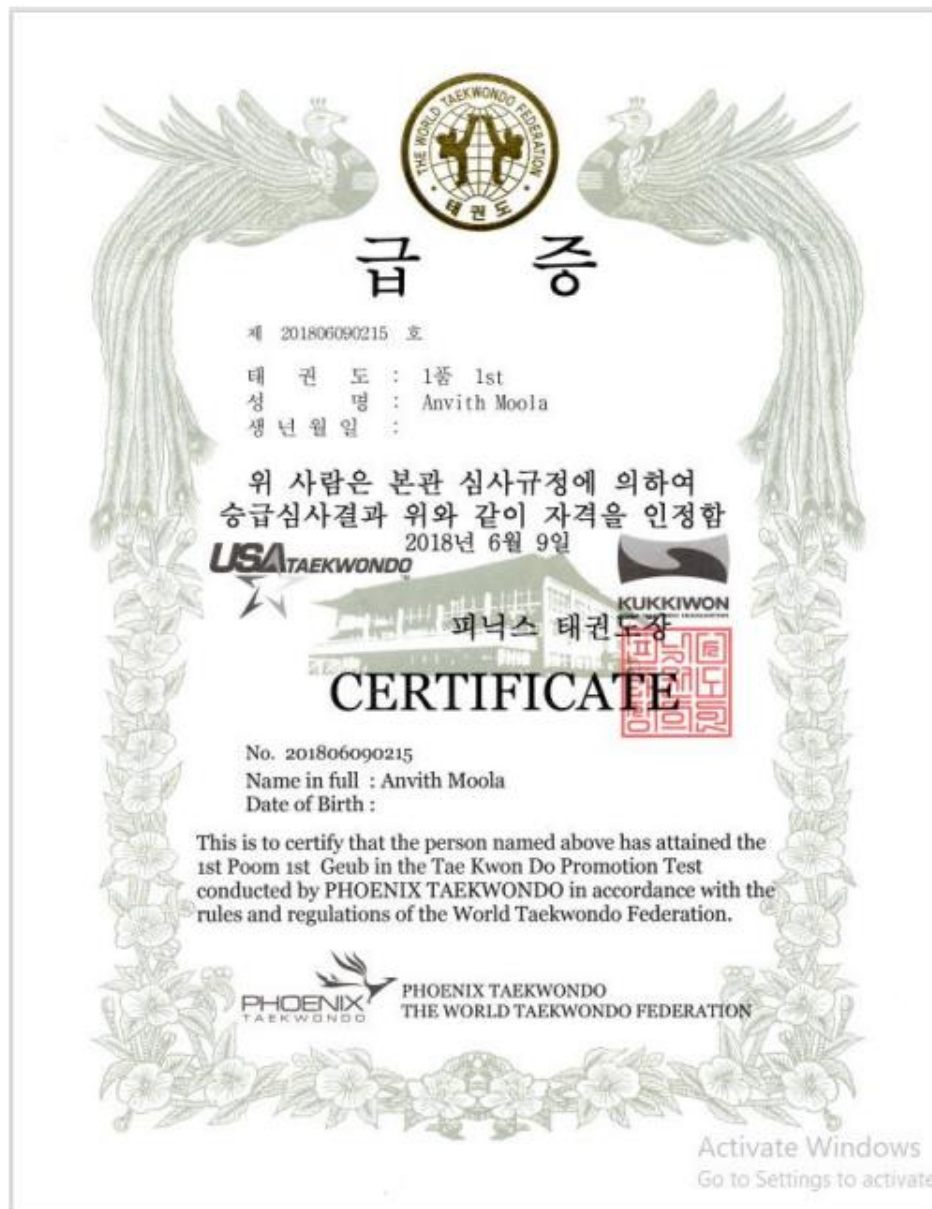 THE WORLD TAEKWONDO FEDERATION
태권도
급 증
제 201806090215 호
태 권 도 : 1품 1st
성 명 : Anvith Moola
생년월일 :
위 사람은 본관 심사규정에 의하여
승급심사결과 위와 같이 자격을 인정함
2018년 6월 9일
USA TAEKWONDO
KUKKIWON
피닉스 태권도장
CERTIFICATE
No. 201806090215
Name in full : Anvith Moola
Date of Birth :
This is to certify that the person named above has attained the
1st Poom 1st Geub in the Tae Kwon Do Promotion Test
conducted by PHOENIX TAEKWONDO in accordance with the
rules and regulations of the World Taekwondo Federation.
PHOENIX
TAEKWONDO
PHOENIX TAEKWONDO
THE WORLD TAEKWONDO FEDERATION
Activate Windows
Go to Settings to activate